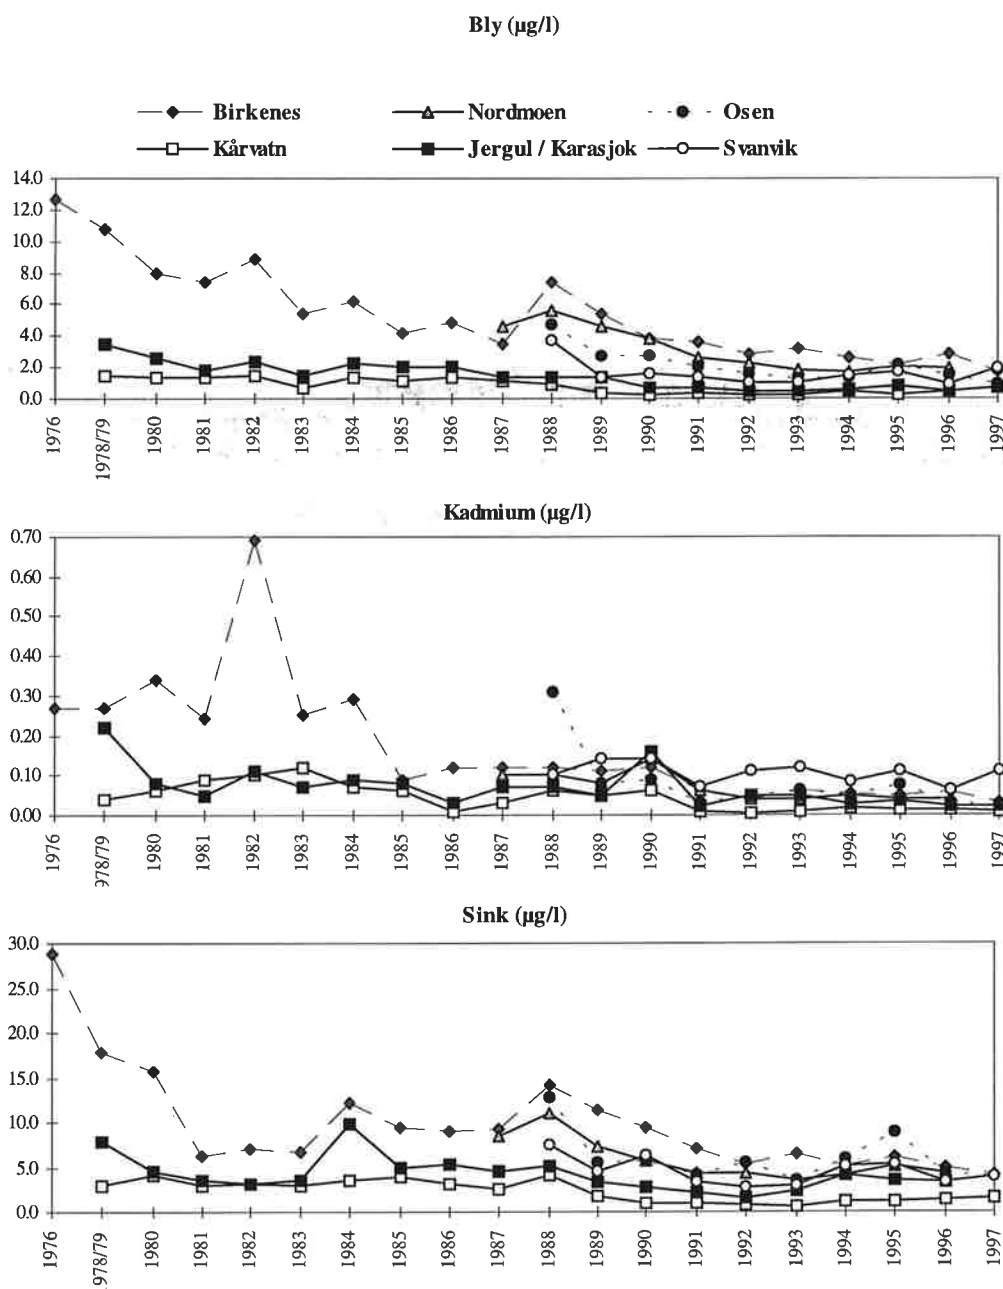 Bly (µg/l)
Birkenes Nordmoen Osen
Kårvatn Jergul / Karasjok Svanvik
14.0
12.0
10.0
8.0
6.0
4.0
2.0
0.0
1976 1978/79 1980 1981 1982 1983 1984 1985 1986 1987 1988 1989 1990 1991 1992 1993 1994 1995 1996 1997
Kadmium (µg/l)
0.70
0.60
0.50
0.40
0.30
0.20
0.10
0.00
1976 978/79 1980 1981 1982 1983 1984 1985 1986 1987 1988 1989 1990 1991 1992 1993 1994 1995 1996 1997
Sink (µg/l)
30.0
25.0
20.0
15.0
10.0
5.0
0.0
1976 1978/79 1980 1981 1982 1983 1984 1985 1986 1987 1988 1989 1990 1991 1992 1993 1994 1995 1996 1997